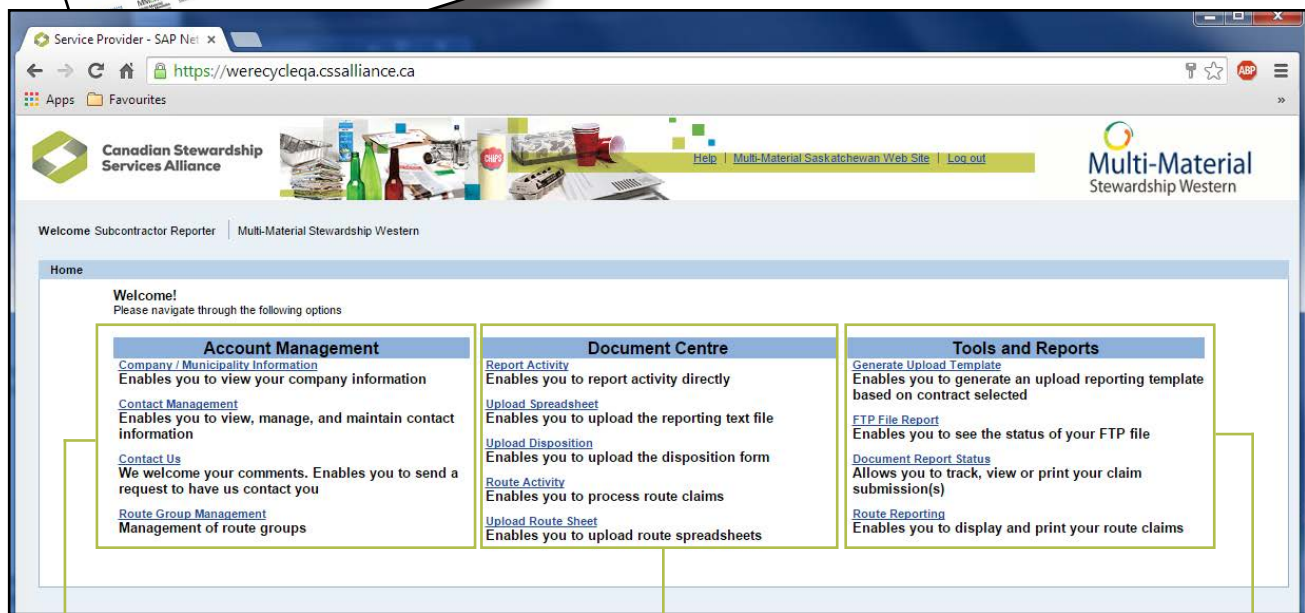 Service Provider - SAP Net
https://werecycleqa.cssalliance.ca
ABP
Apps Favourites
Canadian Stewardship
Services Alliance
CHIPS
Help | Multi-Material Saskatchewan Web Site | Log out
Multi-Material
Stewardship Western
Welcome Subcontractor Reporter | Multi-Material Stewardship Western
Home
Welcome!
Please navigate through the following options
Account Management
Company / Municipality Information
Enables you to view your company information
Contact Management
Enables you to view, manage, and maintain contact
information
Contact Us
We welcome your comments. Enables you to send a
request to have us contact you
Route Group Management
Management of route groups
Document Centre
Report Activity
Enables you to report activity directly
Upload Spreadsheet
Enables you to upload the reporting text file
Upload Disposition
Enables you to upload the disposition form
Route Activity
Enables you to process route claims
Upload Route Sheet
Enables you to upload route spreadsheets
Tools and Reports
Generate Upload Template
Enables you to generate an upload reporting template
based on contract selected
FTP File Report
Enables you to see the status of your FTP file
Document Report Status
Allows you to track, view or print your claim
submission(s)
Route Reporting
Enables you to display and print your route claims